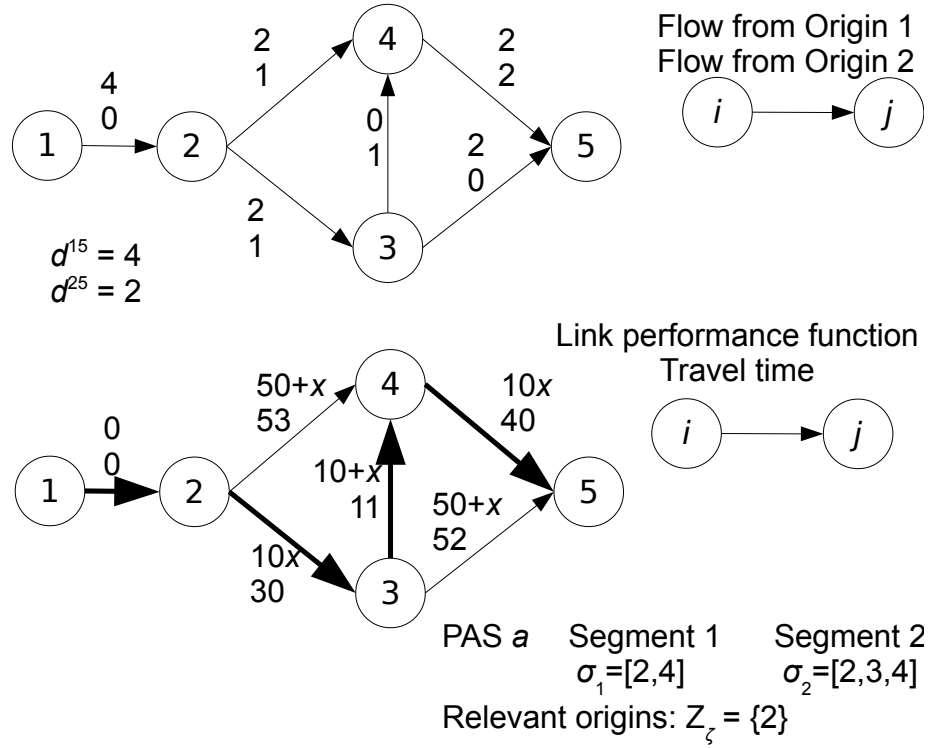 Flow from Origin 1
Flow from Origin 2
i
j
1
4
0
2
2
1
4
2
2
0
1
2
0
5
2
1
3
d¹⁵ = 4
d²⁵ = 2
Link performance function
Travel time
i
j
1
0
0
2
50+x
53
4
10x
40
10+x
11
50+x
52
5
10x
30
3
PAS a Segment 1 Segment 2
σ₁=[2,4] σ₂=[2,3,4]
Relevant origins: Z_ζ = {2}